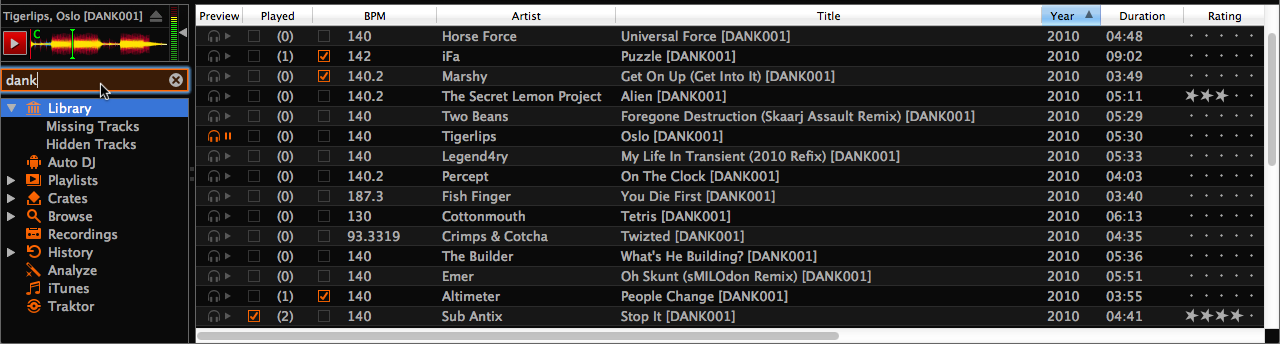 Tigerlips, Oslo [DANK001]
C
dank
Library
Missing Tracks
Hidden Tracks
Auto DJ
Playlists
Crates
Browse
Recordings
History
Analyze
iTunes
Traktor
Preview Played BPM Artist Title Year Duration Rating
(0) 140 Horse Force Universal Force [DANK001] 2010 04:48
(1) 142 iFa Puzzle [DANK001] 2010 09:02
(0) 140.2 Marshy Get On Up (Get Into It) [DANK001] 2010 03:49
(0) 140.2 The Secret Lemon Project Alien [DANK001] 2010 05:11
(0) 140 Two Beans Foregone Destruction (Skaarj Assault Remix) [DANK001] 2010 05:29
(0) 140 Tigerlips Oslo [DANK001] 2010 05:30
(0) 140 Legend4ry My Life In Transient (2010 Refix) [DANK001] 2010 05:33
(0) 140.2 Percept On The Clock [DANK001] 2010 04:03
(0) 187.3 Fish Finger You Die First [DANK001] 2010 03:40
(0) 130 Cottonmouth Tetris [DANK001] 2010 06:13
(0) 93.3319 Crimps & Cotcha Twizted [DANK001] 2010 04:35
(0) 140 The Builder What's He Building? [DANK001] 2010 05:36
(0) 140 Emer Oh Skunt (sMILOdon Remix) [DANK001] 2010 05:51
(1) 140 Altimeter People Change [DANK001] 2010 03:55
(2) 140 Sub Antix Stop It [DANK001] 2010 04:41